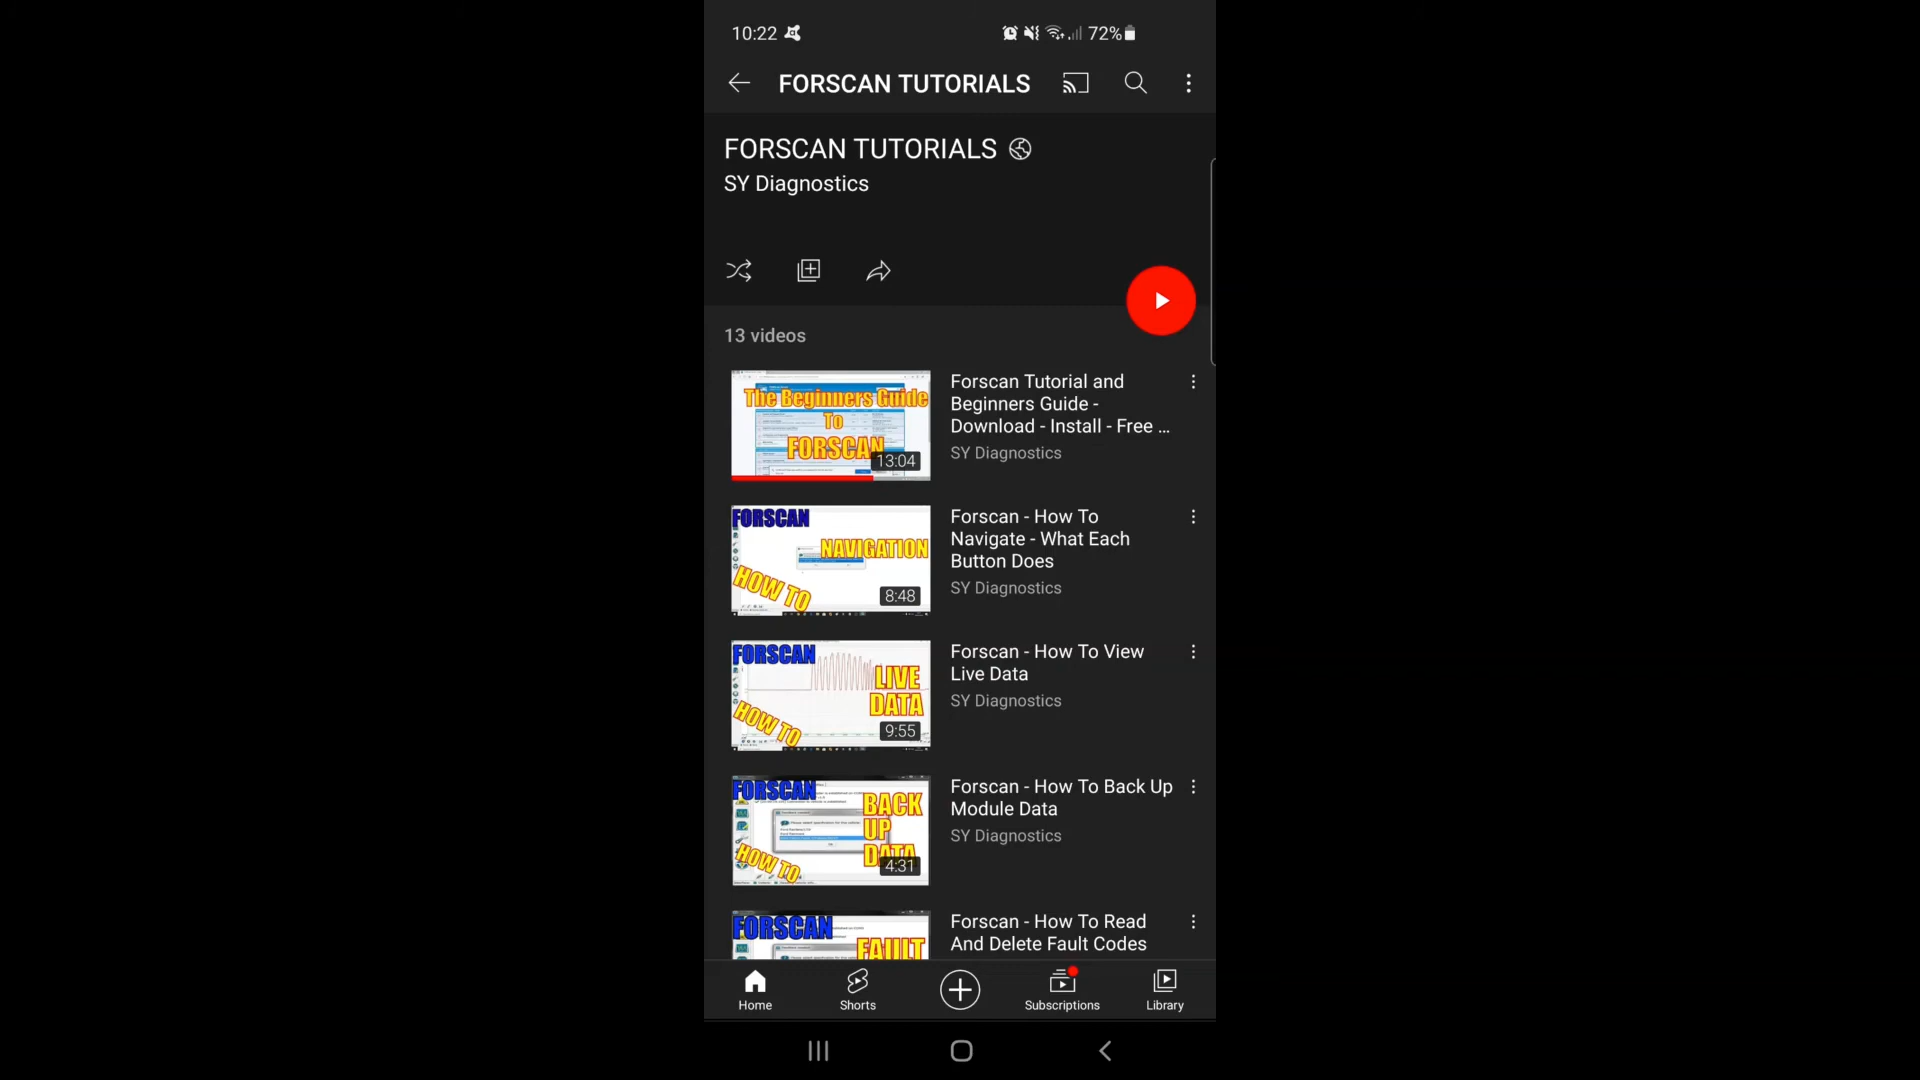 10:22
72%
FORSCAN TUTORIALS
FORSCAN TUTORIALS
SY Diagnostics
13 videos
The Beginners Guide
To
FORSCAN
13:04
Forscan Tutorial and
Beginners Guide -
Download - Install - Free ...
SY Diagnostics
FORSCAN
NAVIGATION
HOW TO
8:48
Forscan - How To
Navigate - What Each
Button Does
SY Diagnostics
FORSCAN
LIVE
DATA
HOW TO
9:55
Forscan - How To View
Live Data
SY Diagnostics
FORSCAN
BACK
UP
DATA
HOW TO
4:31
Forscan - How To Back Up
Module Data
SY Diagnostics
FORSCAN
FAULT
Forscan - How To Read
And Delete Fault Codes
Home
Shorts
Subscriptions
Library